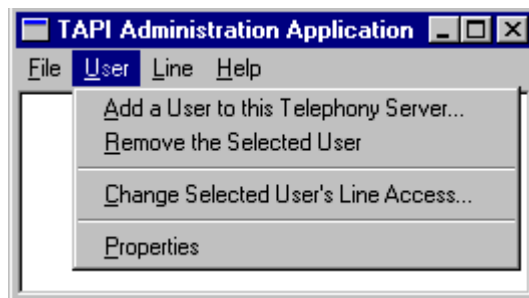 TAPI Administration Application
File User Line Help
Add a User to this Telephony Server...
Remove the Selected User
Change Selected User's Line Access...
Properties